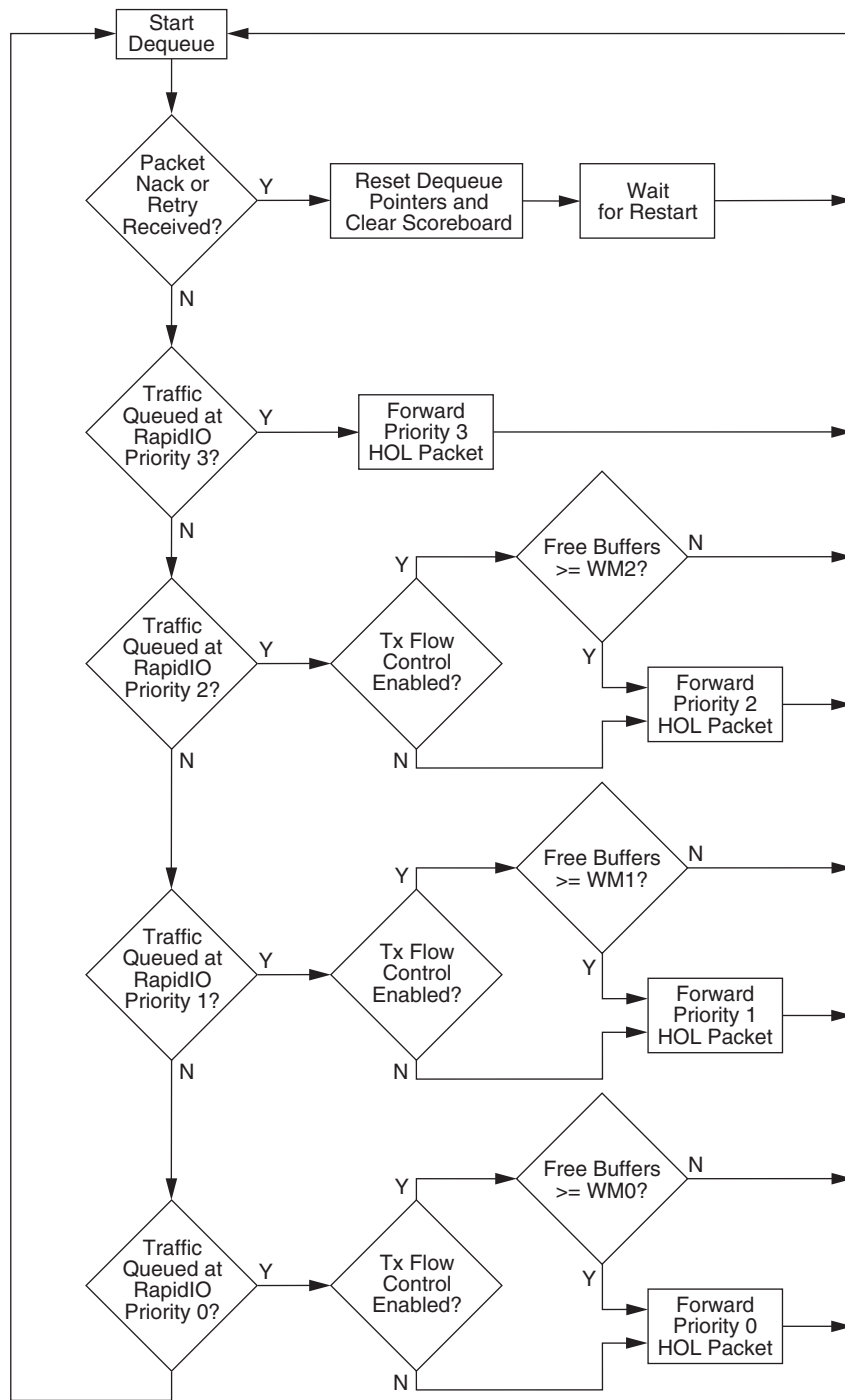 Start
Dequeue
Packet
Nack or
Retry
Received?
Y
Reset Dequeue
Pointers and
Clear Scoreboard
Wait
for Restart
N
Traffic
Queued at
RapidIO
Priority 3?
Y
Forward
Priority 3
HOL Packet
N
Traffic
Queued at
RapidIO
Priority 2?
Y
Tx Flow
Control
Enabled?
Y
Free Buffers
>= WM2?
N
Y
Forward
Priority 2
HOL Packet
N
N
Traffic
Queued at
RapidIO
Priority 1?
Y
Tx Flow
Control
Enabled?
Y
Free Buffers
>= WM1?
N
Y
Forward
Priority 1
HOL Packet
N
N
Traffic
Queued at
RapidIO
Priority 0?
Y
Tx Flow
Control
Enabled?
Y
Free Buffers
>= WM0?
N
Y
Forward
Priority 0
HOL Packet
N